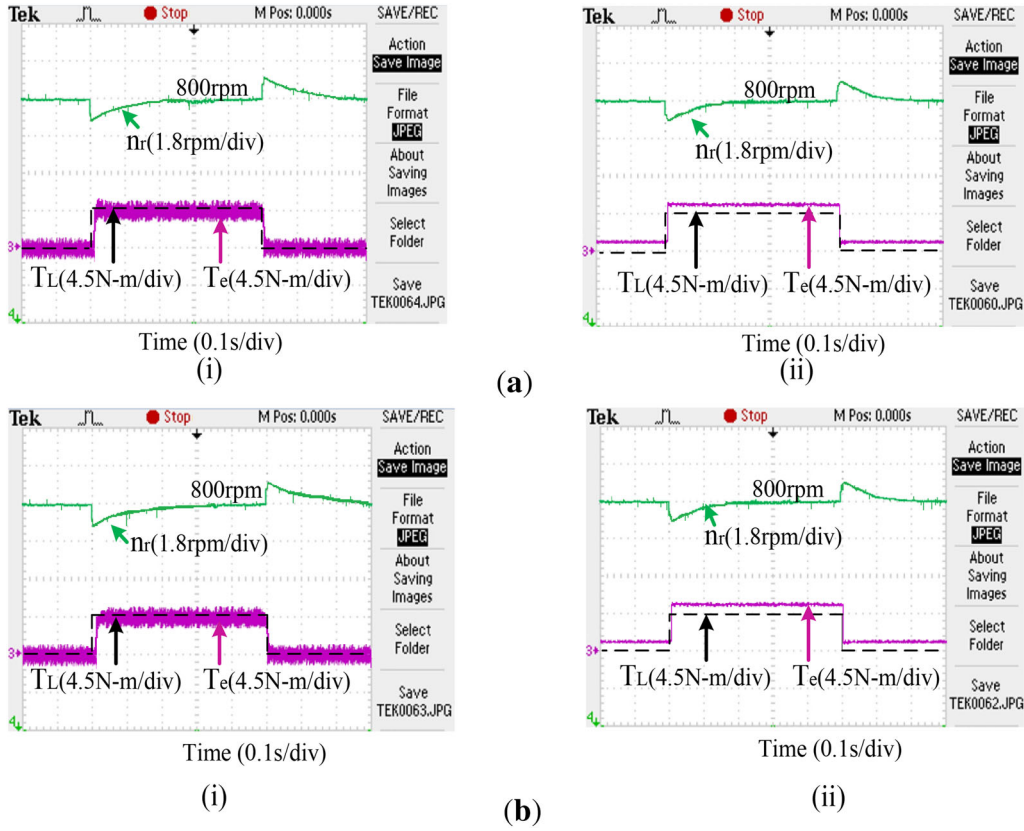 Tek Stop M Pos: 0.000s SAVE/REC
Action
Save Image
File
Format
JPEG
About
Saving
Images
Select
Folder
Save
TEK0064.JPG
800rpm
nr(1.8rpm/div)
3
TL(4.5N-m/div) Te(4.5N-m/div)
4
Time (0.1s/div)
(i)
Tek Stop M Pos: 0.000s SAVE/REC
Action
Save Image
File
Format
JPEG
About
Saving
Images
Select
Folder
Save
TEK0060.JPG
800rpm
nr(1.8rpm/div)
3
TL(4.5N-m/div) Te(4.5N-m/div)
4
Time (0.1s/div)
(ii)
(a)
Tek Stop M Pos: 0.000s SAVE/REC
Action
Save Image
File
Format
JPEG
About
Saving
Images
Select
Folder
Save
TEK0063.JPG
800rpm
nr(1.8rpm/div)
3
TL(4.5N-m/div) Te(4.5N-m/div)
4
Time (0.1s/div)
(i)
Tek Stop M Pos: 0.000s SAVE/REC
Action
Save Image
File
Format
JPEG
About
Saving
Images
Select
Folder
Save
TEK0062.JPG
800rpm
nr(1.8rpm/div)
3
TL(4.5N-m/div) Te(4.5N-m/div)
4
Time (0.1s/div)
(ii)
(b)